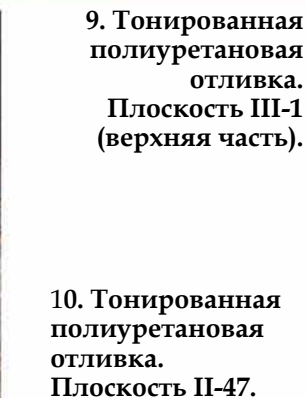 9. Тонированная
полиуретановая
отливка.
Плоскость III-1
(верхняя часть).
10. Тонированная
полиуретановая
отливка.
Плоскость II-47.